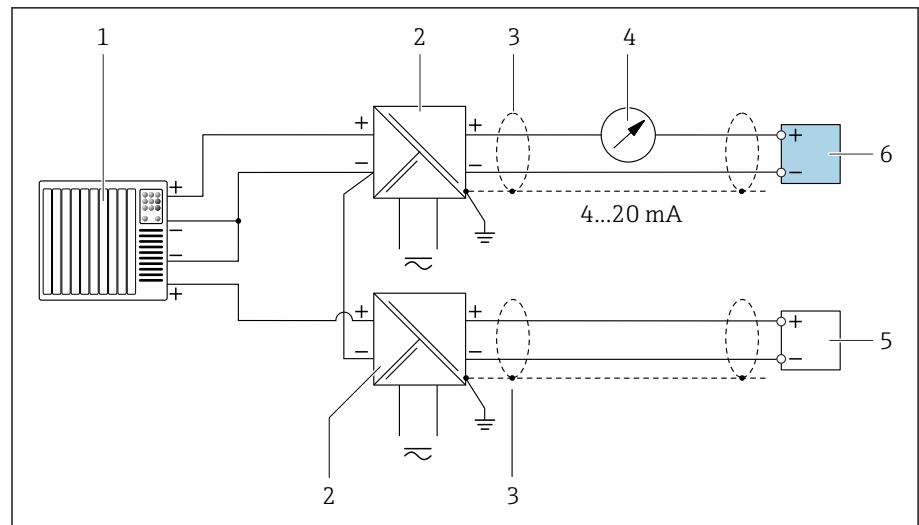 1 2 3 4
+ + +
− − − 6
+
−
4...20 mA
−
+
+ + +
− − − 5
2 3